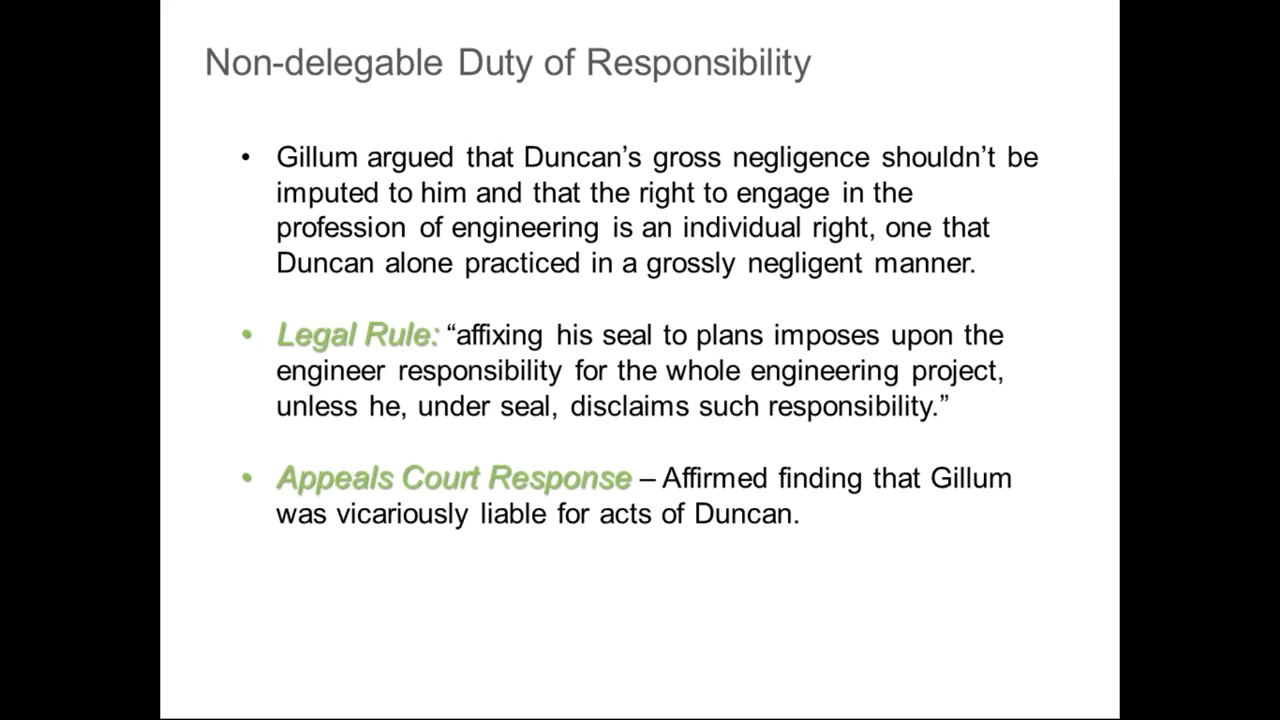 Non-delegable Duty of Responsibility
• Gillum argued that Duncan’s gross negligence shouldn’t be
imputed to him and that the right to engage in the
profession of engineering is an individual right, one that
Duncan alone practiced in a grossly negligent manner.
• Legal Rule: “affixing his seal to plans imposes upon the
engineer responsibility for the whole engineering project,
unless he, under seal, disclaims such responsibility.”
• Appeals Court Response – Affirmed finding that Gillum
was vicariously liable for acts of Duncan.